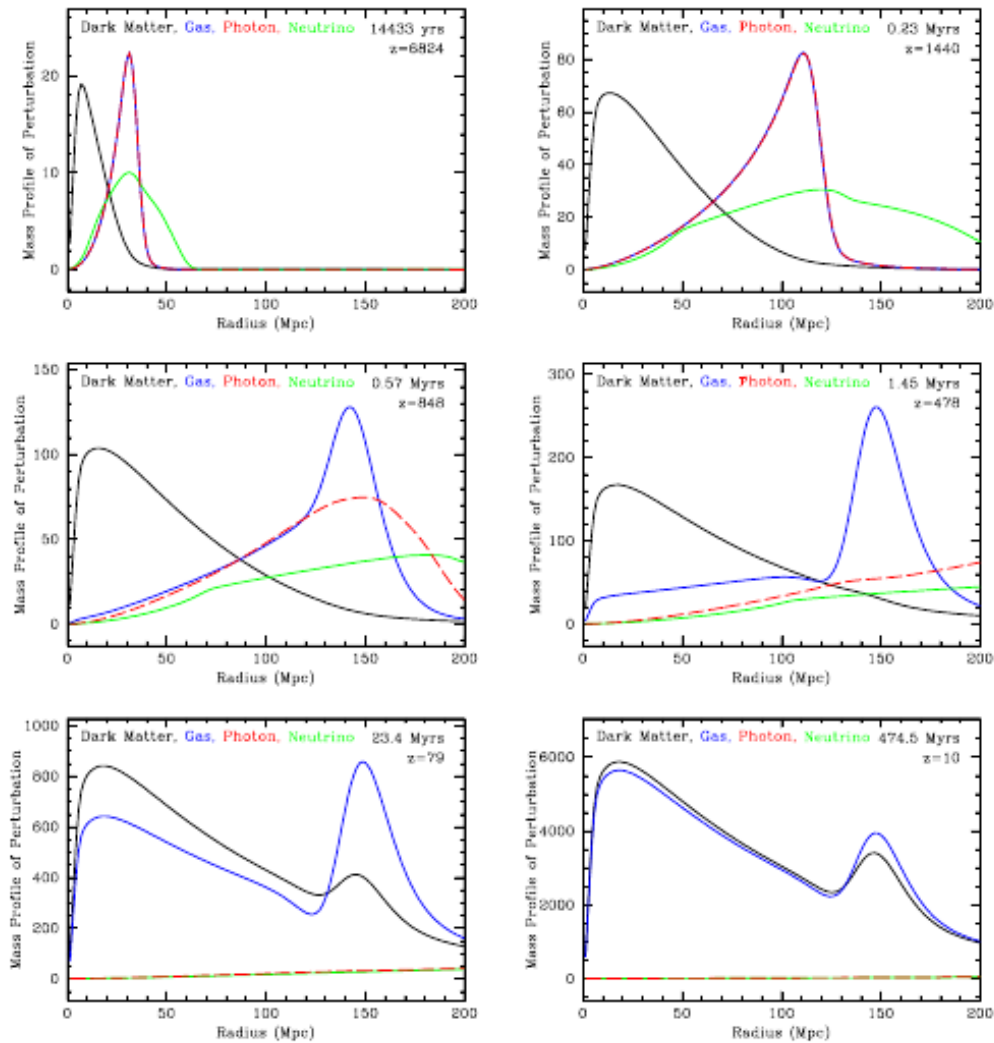 Dark Matter, Gas, Photon, Neutrino 14433 yrs
z=6824
20
10
0
Mass Profile of Perturbation
0 50 100 150 200
Radius (Mpc)
Dark Matter, Gas, Photon, Neutrino 0.23 Myrs
z=1440
80
60
40
20
0
Mass Profile of Perturbation
0 50 100 150 200
Radius (Mpc)
Dark Matter, Gas, Photon, Neutrino 0.57 Myrs
z=848
150
100
50
0
Mass Profile of Perturbation
0 50 100 150 200
Radius (Mpc)
Dark Matter, Gas, Photon, Neutrino 1.45 Myrs
z=478
300
200
100
0
Mass Profile of Perturbation
0 50 100 150 200
Radius (Mpc)
Dark Matter, Gas, Photon, Neutrino 23.4 Myrs
z=79
1000
800
600
400
200
0
Mass Profile of Perturbation
0 50 100 150 200
Radius (Mpc)
Dark Matter, Gas, Photon, Neutrino 474.5 Myrs
z=10
6000
4000
2000
0
Mass Profile of Perturbation
0 50 100 150 200
Radius (Mpc)